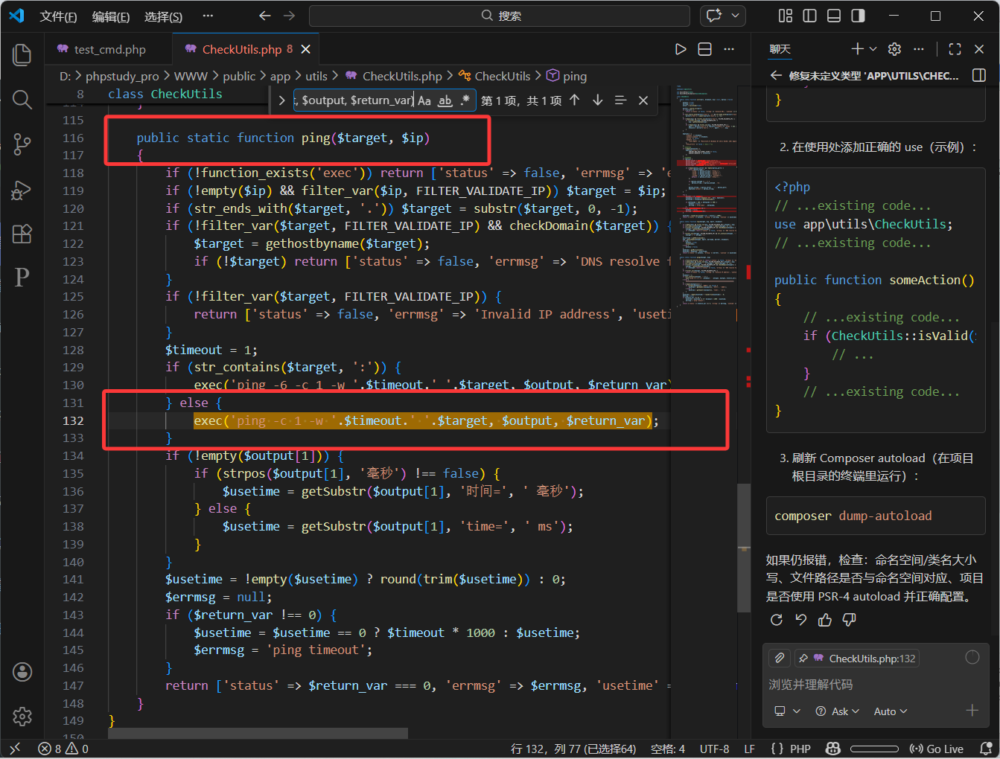 文件(F) 编辑(E) 选择(S) ··· 搜索
test_cmd.php CheckUtils.php 8
D: > phpstudy_pro > WWW > public > app > utils > CheckUtils.php > CheckUtils > ping
8 class CheckUtils
, $output, $return_var) Aa ab .* 第 1 项，共 1 项
115
116 public static function ping($target, $ip)
117 {
118 if (!function_exists('exec')) return ['status' => false, 'errmsg' => 'e
119 if (!empty($ip) && filter_var($ip, FILTER_VALIDATE_IP)) $target = $ip;
120 if (str_ends_with($target, '.')) $target = substr($target, 0, -1);
121 if (!filter_var($target, FILTER_VALIDATE_IP) && checkDomain($target)) {
122 $target = gethostbyname($target);
123 if (!$target) return ['status' => false, 'errmsg' => 'DNS resolve f
124 }
125 if (!filter_var($target, FILTER_VALIDATE_IP)) {
126 return ['status' => false, 'errmsg' => 'Invalid IP address', 'useti
127 }
128 $timeout = 1;
129 if (str_contains($target, ':')) {
130 exec('ping -6 -c 1 -w '.$timeout.' '.$target, $output, $return_var)
131 } else {
132 exec('ping -c 1 -w '.$timeout.' '.$target, $output, $return_var);
133 }
134 if (!empty($output[1])) {
135 if (strpos($output[1], '毫秒') !== false) {
136 $usetime = getSubstr($output[1], '时间=', ' 毫秒');
137 } else {
138 $usetime = getSubstr($output[1], 'time=', ' ms');
139 }
140 }
141 $usetime = !empty($usetime) ? round(trim($usetime)) : 0;
142 $errmsg = null;
143 if ($return_var !== 0) {
144 $usetime = $usetime == 0 ? $timeout * 1000 : $usetime;
145 $errmsg = 'ping timeout';
146 }
147 return ['status' => $return_var === 0, 'errmsg' => $errmsg, 'usetime' =
148 }
149 }
150
聊天
修复未定义类型 'APP\UTILS\CHEC...
}
2. 在使用处添加正确的 use（示例）：
<?php
// ...existing code...
use app\utils\CheckUtils;
// ...existing code...
public function someAction()
{
// ...existing code...
if (CheckUtils::isValid(
// ...
}
// ...existing code...
}
3. 刷新 Composer autoload（在项目
根目录的终端里运行）：
composer dump-autoload
如果仍报错，检查：命名空间/类名大小
写、文件路径是否与命名空间对应、项目
是否使用 PSR-4 autoload 并正确配置。
CheckUtils.php:132
浏览并理解代码
Ask Auto
8 0 行 132，列 77 (已选择64) 空格: 4 UTF-8 LF {} PHP Go Live